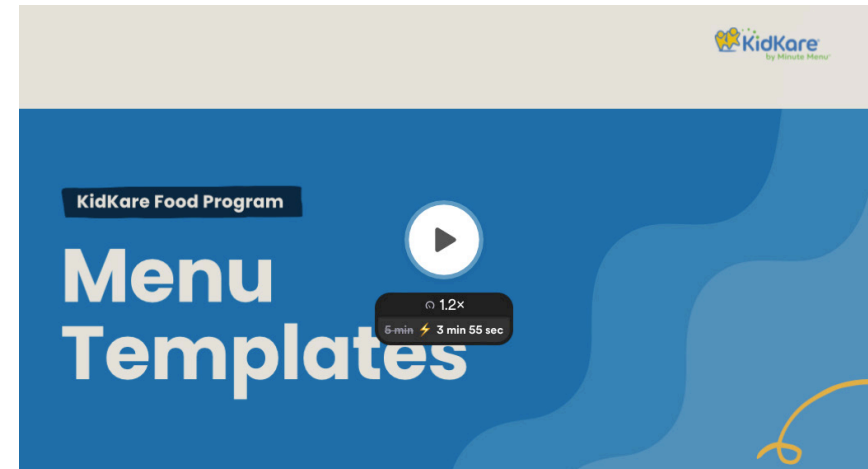 KidKare
by Minute Menu
KidKare Food Program
Menu
Templates
1.2×
5 min ⚡ 3 min 55 sec